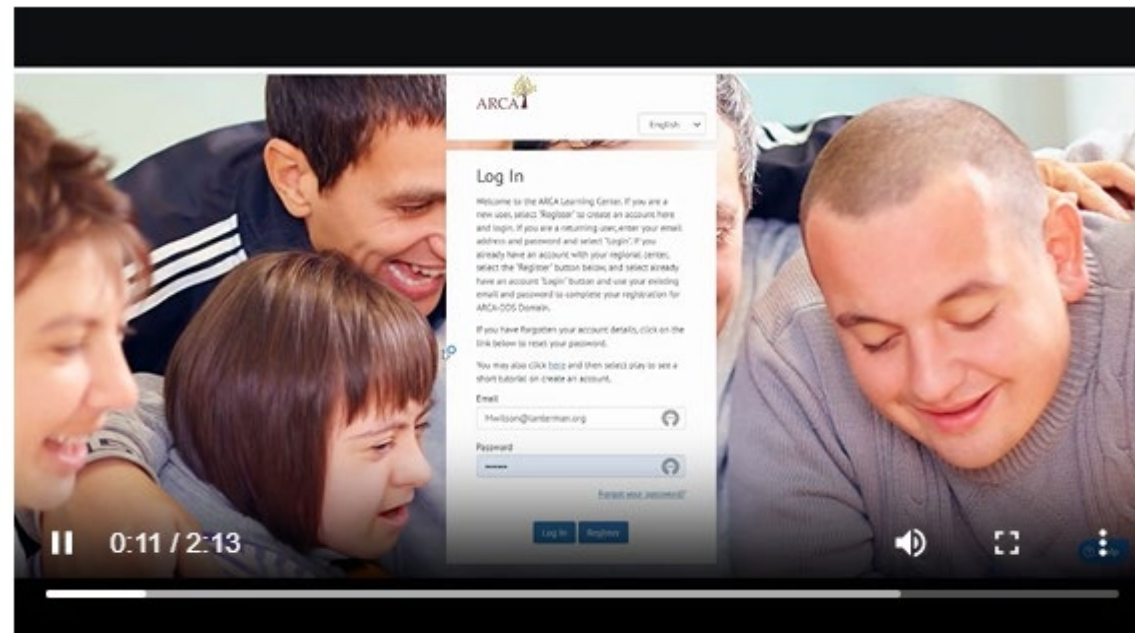 ARCA
English
Log In
Welcome to the ARCA Learning Center. If you are a
new user, select "Register" to create an account here
and login. If you are a returning user, enter your email
address and password and select "Login". If you
already have an account with your regional center,
select the "Register" button below, and select already
have an account "Login" button and use your existing
email and password to complete your registration for
ARCA-DDS Domain.
If you have forgotten your account details, click on the
link below to reset your password.
You may also click here and then select play to see a
short tutorial on create an account.
Email
Mwilson@lanterman.org
Password
Forgot your password?
Log In Register
0:11 / 2:13